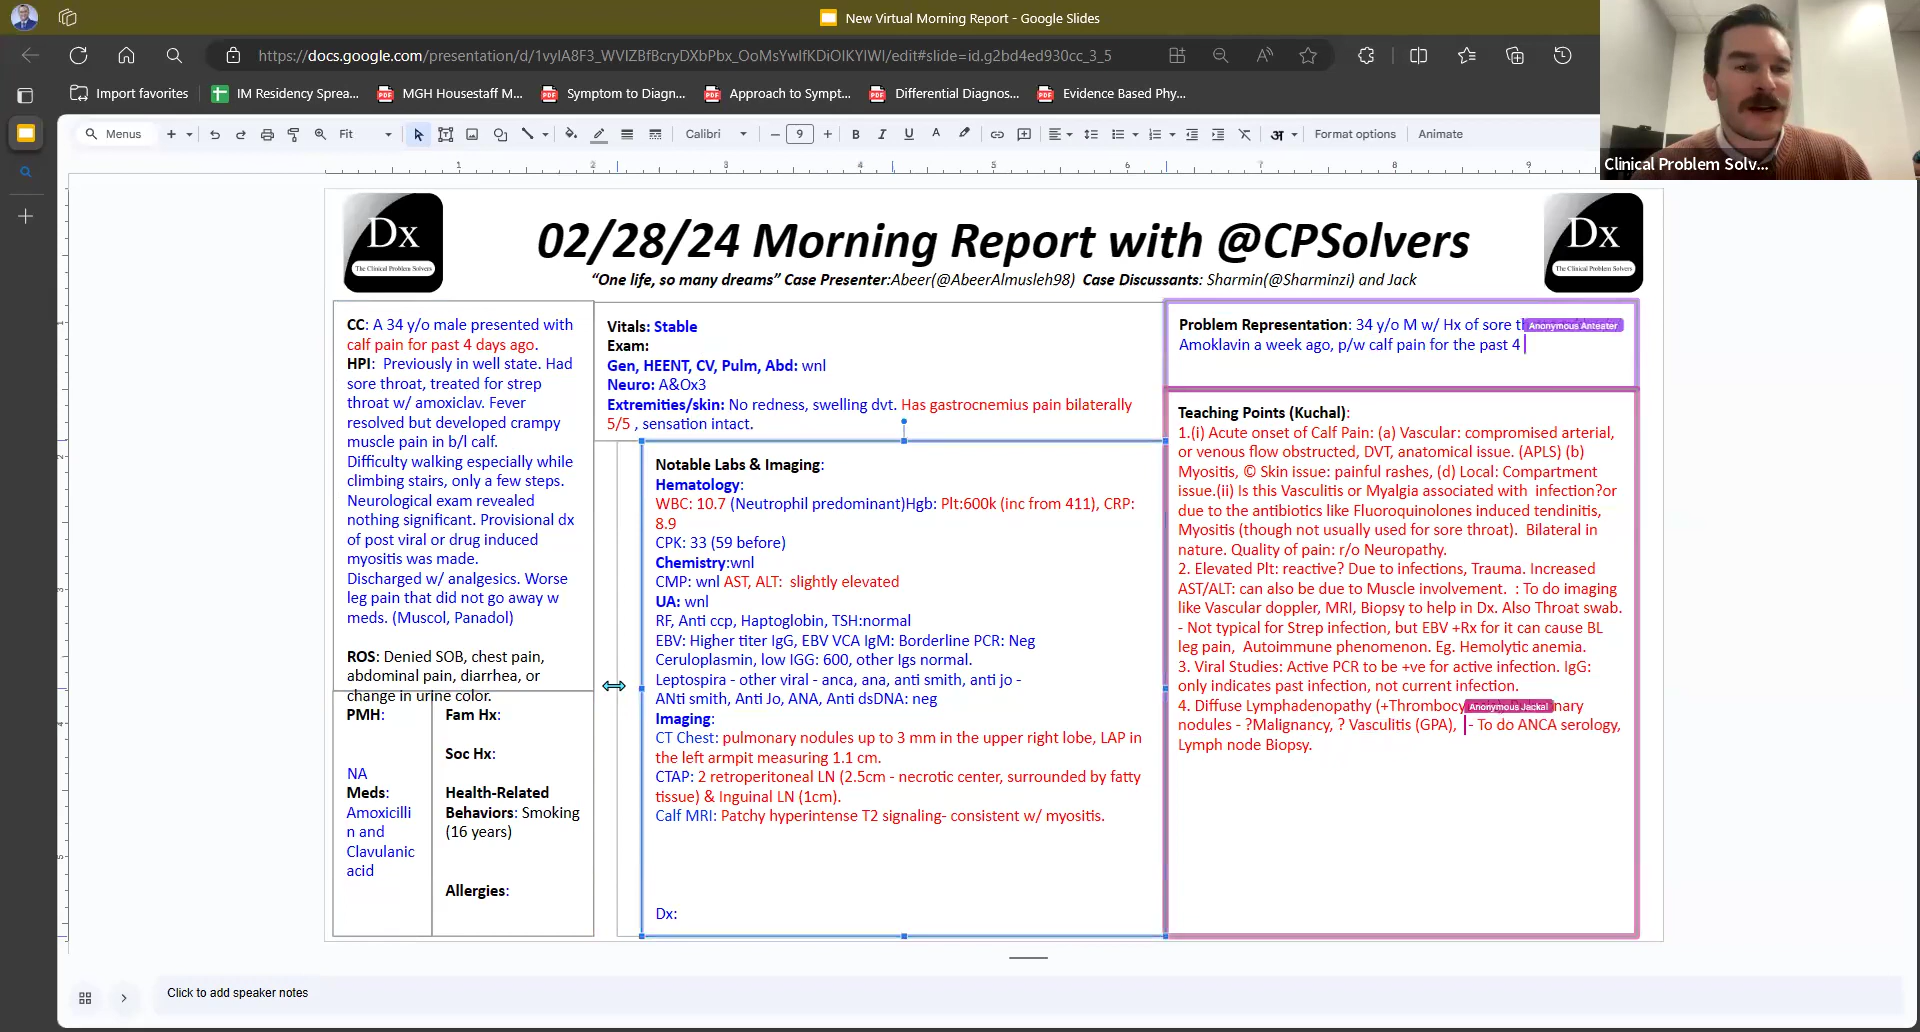 New Virtual Morning Report - Google Slides
https://docs.google.com/presentation/d/1vyIA8F3_WVIZBfBcryDXbPbx_OoMsYwIfKDiOlKYIWI/edit#slide=id.g2bd4ed930cc_3_5
Import favorites
IM Residency Sprea...
MGH Housestaff M...
Symptom to Diagn...
Approach to Sympt...
Differential Diagnos...
Evidence Based Phy...
Clinical Problem Solv...
Menus
Fit
Calibri
9
Format options
Animate
1 2 3 4 5 6 7 8 9
Dx
The Clinical Problem Solvers
02/28/24 Morning Report with @CPSolvers
“One life, so many dreams” Case Presenter:Abeer(@AbeerAlmusleh98) Case Discussants: Sharmin(@Sharminzi) and Jack
Dx
The Clinical Problem Solvers
CC: A 34 y/o male presented with
calf pain for past 4 days ago.
HPI: Previously in well state. Had
sore throat, treated for strep
throat w/ amoxiclav. Fever
resolved but developed crampy
muscle pain in b/l calf.
Difficulty walking especially while
climbing stairs, only a few steps.
Neurological exam revealed
nothing significant. Provisional dx
of post viral or drug induced
myositis was made.
Discharged w/ analgesics. Worse
leg pain that did not go away w
meds. (Muscol, Panadol)
ROS: Denied SOB, chest pain,
abdominal pain, diarrhea, or
change in urine color.
PMH:
NA
Meds:
Amoxicilli
n and
Clavulanic
acid
Fam Hx:
Soc Hx:
Health-Related
Behaviors: Smoking
(16 years)
Allergies:
Vitals: Stable
Exam:
Gen, HEENT, CV, Pulm, Abd: wnl
Neuro: A&Ox3
Extremities/skin: No redness, swelling dvt. Has gastrocnemius pain bilaterally
5/5 , sensation intact.
Notable Labs & Imaging:
Hematology:
WBC: 10.7 (Neutrophil predominant)Hgb: Plt:600k (inc from 411), CRP:
8.9
CPK: 33 (59 before)
Chemistry:wnl
CMP: wnl AST, ALT: slightly elevated
UA: wnl
RF, Anti ccp, Haptoglobin, TSH:normal
EBV: Higher titer IgG, EBV VCA IgM: Borderline PCR: Neg
Ceruloplasmin, low IGG: 600, other Igs normal.
Leptospira - other viral - anca, ana, anti smith, anti jo -
ANti smith, Anti Jo, ANA, Anti dsDNA: neg
Imaging:
CT Chest: pulmonary nodules up to 3 mm in the upper right lobe, LAP in
the left armpit measuring 1.1 cm.
CTAP: 2 retroperitoneal LN (2.5cm - necrotic center, surrounded by fatty
tissue) & Inguinal LN (1cm).
Calf MRI: Patchy hyperintense T2 signaling- consistent w/ myositis.
Dx:
Problem Representation: 34 y/o M w/ Hx of sore
Anonymous Anteater
Amoklavin a week ago, p/w calf pain for the past 4
Teaching Points (Kuchal):
1.(i) Acute onset of Calf Pain: (a) Vascular: compromised arterial,
or venous flow obstructed, DVT, anatomical issue. (APLS) (b)
Myositis, © Skin issue: painful rashes, (d) Local: Compartment
issue.(ii) Is this Vasculitis or Myalgia associated with infection?or
due to the antibiotics like Fluoroquinolones induced tendinitis,
Myositis (though not usually used for sore throat). Bilateral in
nature. Quality of pain: r/o Neuropathy.
2. Elevated Plt: reactive? Due to infections, Trauma. Increased
AST/ALT: can also be due to Muscle involvement. : To do imaging
like Vascular doppler, MRI, Biopsy to help in Dx. Also Throat swab.
- Not typical for Strep infection, but EBV +Rx for it can cause BL
leg pain, Autoimmune phenomenon. Eg. Hemolytic anemia.
3. Viral Studies: Active PCR to be +ve for active infection. IgG:
only indicates past infection, not current infection.
4. Diffuse Lymphadenopathy
Anonymous Jackal
nodules - ?Malignancy, ? Vasculitis (GPA), - To do ANCA serology,
Lymph node Biopsy.
Click to add speaker notes